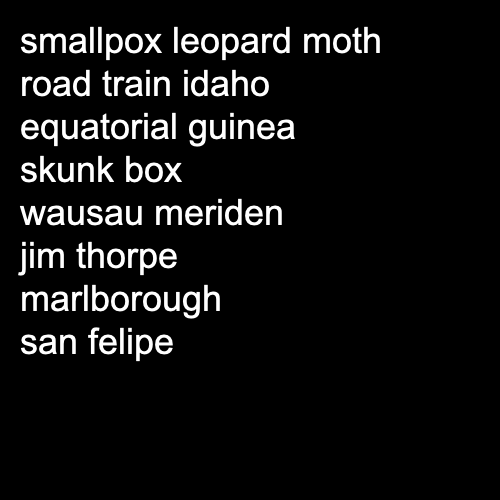 smallpox leopard moth
road train idaho
equatorial guinea
skunk box
wausau meriden
jim thorpe
marlborough
san felipe